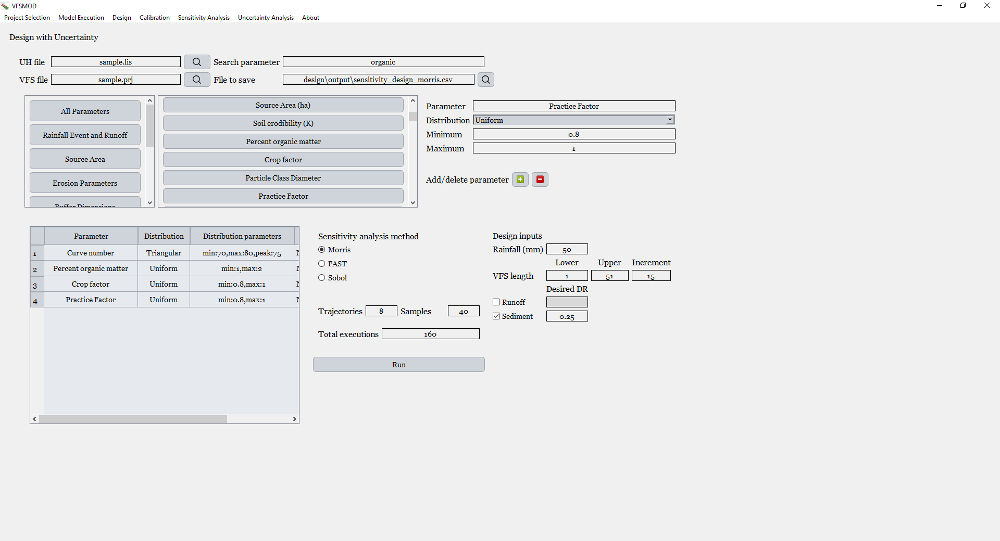 VFSMOD
Project Selection Model Execution Design Calibration Sensitivity Analysis Uncertainty Analysis About
Design with Uncertainty
UH file sample.lis Search parameter organic
VFS file sample.prj File to save design\output\sensitivity_design_morris.csv
All Parameters
Rainfall Event and Runoff
Source Area
Erosion Parameters
Buffer Dimensions
Source Area (ha)
Soil erodibility (K)
Percent organic matter
Crop factor
Particle Class Diameter
Practice Factor
Parameter Practice Factor
Distribution Uniform
Minimum 0.8
Maximum 1
Add/delete parameter
Parameter Distribution Distribution parameters
1 Curve number Triangular min:70,max:80,peak:75
2 Percent organic matter Uniform min:1,max:2
3 Crop factor Uniform min:0.8,max:1
4 Practice Factor Uniform min:0.8,max:1
Sensitivity analysis method
Morris
FAST
Sobol
Trajectories 8 Samples 40
Total executions 160
Run
Design inputs
Rainfall (mm) 50
Lower Upper Increment
VFS length 1 51 15
Desired DR
Runoff
Sediment 0.25